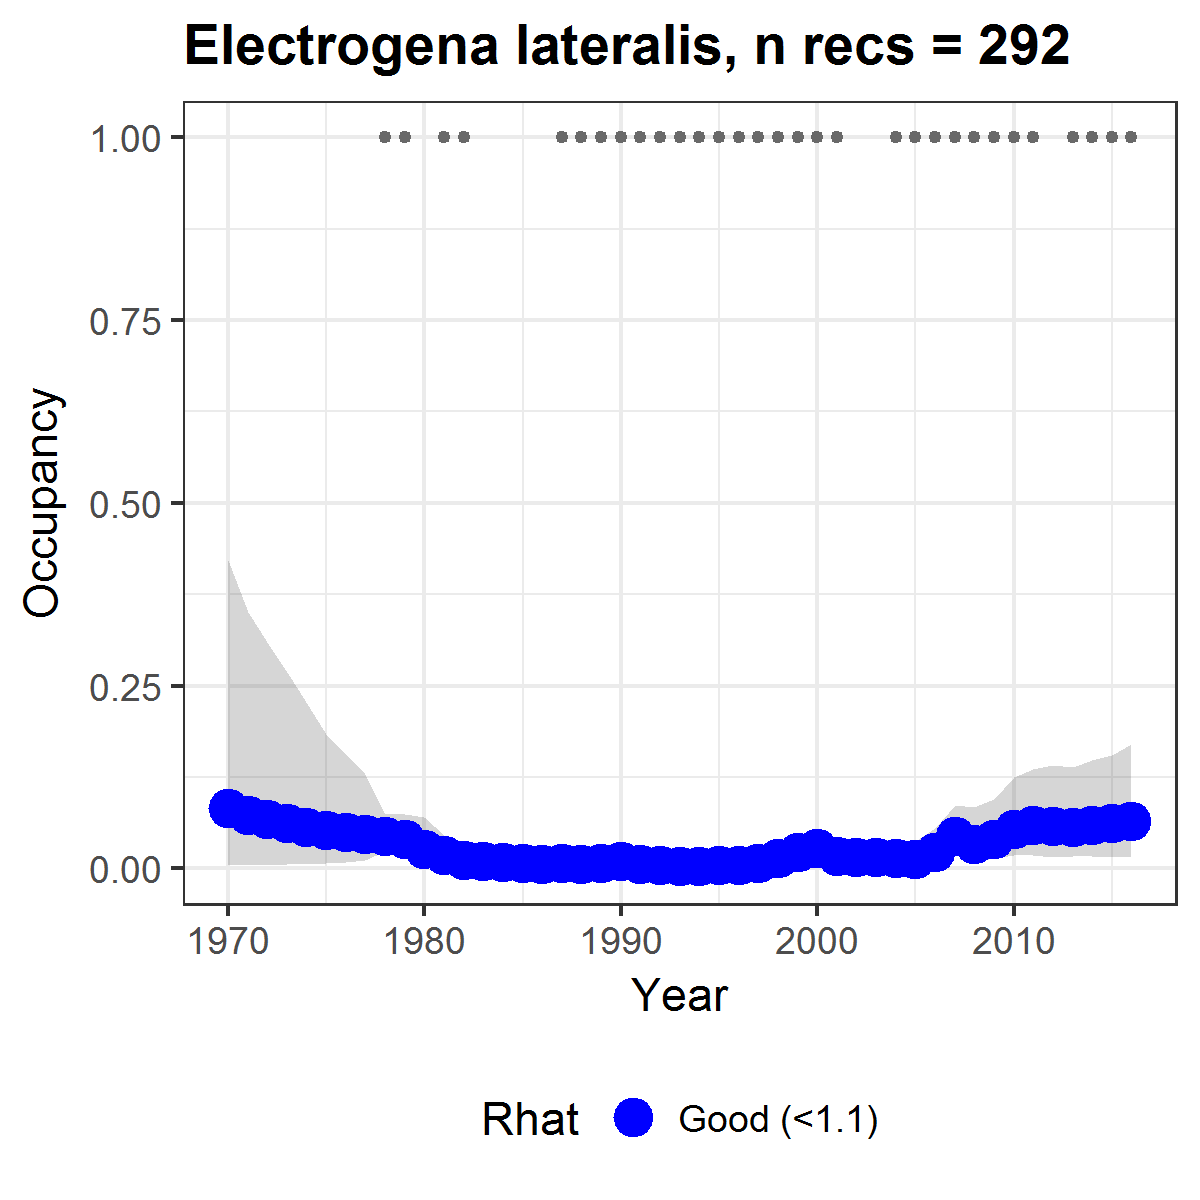 Electrogena lateralis, n recs = 292
1.00
0.75
0.50
0.25
0.00
Occupancy
1970 1980 1990 2000 2010
Year
Rhat Good (<1.1)